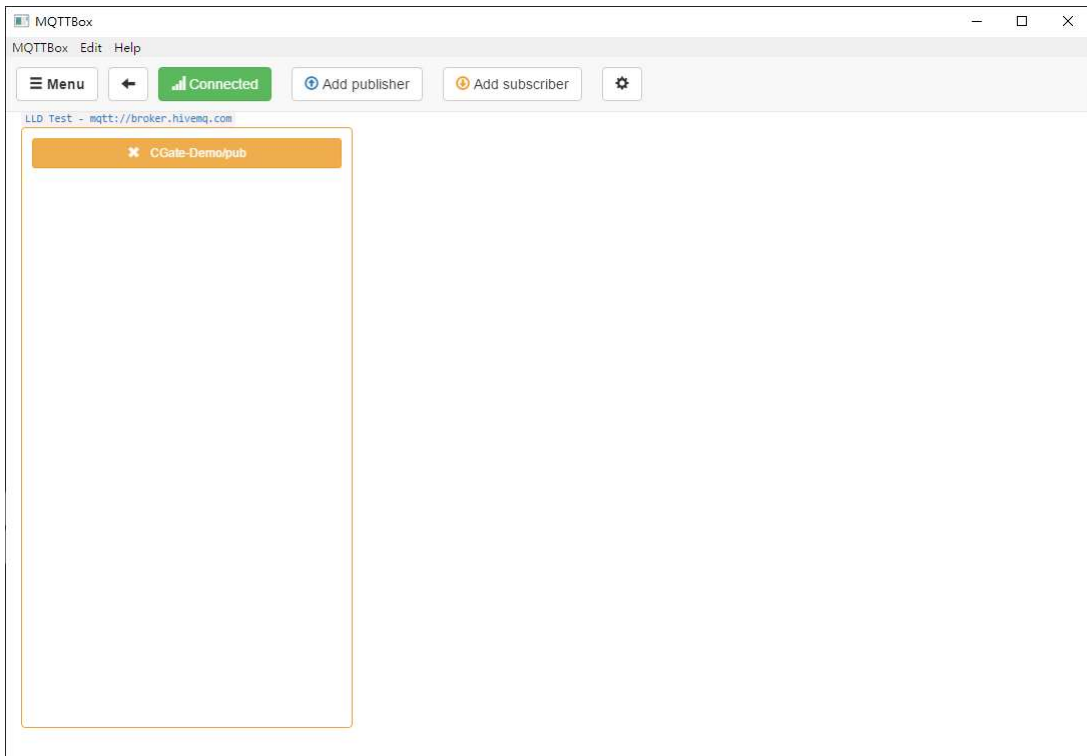 MQTTBox
MQTTBox Edit Help
Menu Connected Add publisher Add subscriber
LLD Test - mqtt://broker.hivemq.com
CGate-Demo/pub